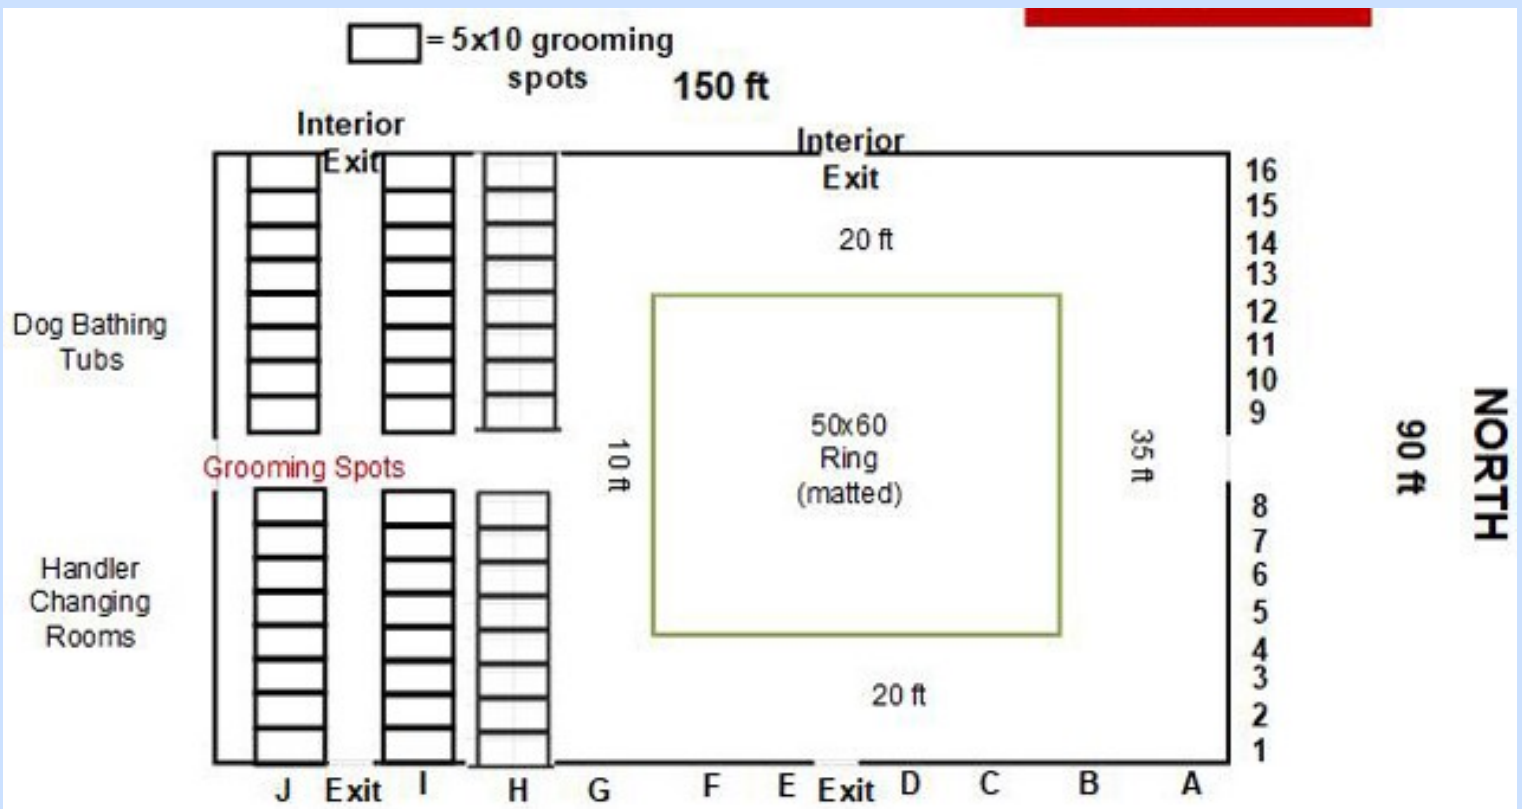 = 5x10 grooming
spots
150 ft
Interior
Exit
Interior
Exit
16
15
14
13
12
11
10
9
8
7
6
5
4
3
2
1
20 ft
Dog Bathing
Tubs
50x60
Ring
(matted)
10 ft
35 ft
90 ft
NORTH
Grooming Spots
Handler
Changing
Rooms
20 ft
J Exit I H G F E Exit D C B A